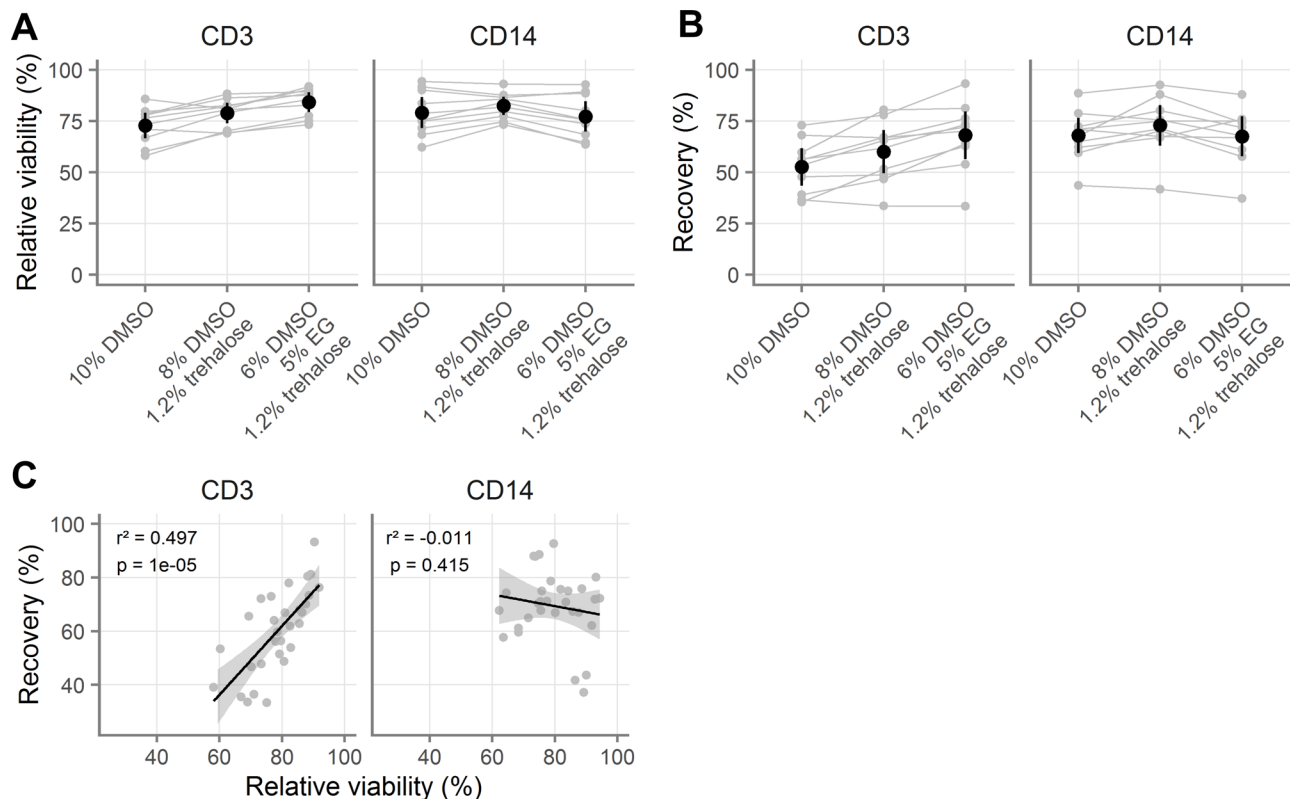 A
CD3
CD14
Relative viability (%)
100
75
50
25
0
10% DMSO
8% DMSO
1.2% trehalose
6% DMSO
5% EG
1.2% trehalose
10% DMSO
8% DMSO
1.2% trehalose
6% DMSO
5% EG
1.2% trehalose
B
CD3
CD14
Recovery (%)
100
75
50
25
0
10% DMSO
8% DMSO
1.2% trehalose
6% DMSO
5% EG
1.2% trehalose
10% DMSO
8% DMSO
1.2% trehalose
6% DMSO
5% EG
1.2% trehalose
C
CD3
CD14
Recovery (%)
100
80
60
40
r² = 0.497
p = 1e-05
r² = -0.011
p = 0.415
40
60
80
100
40
60
80
100
Relative viability (%)